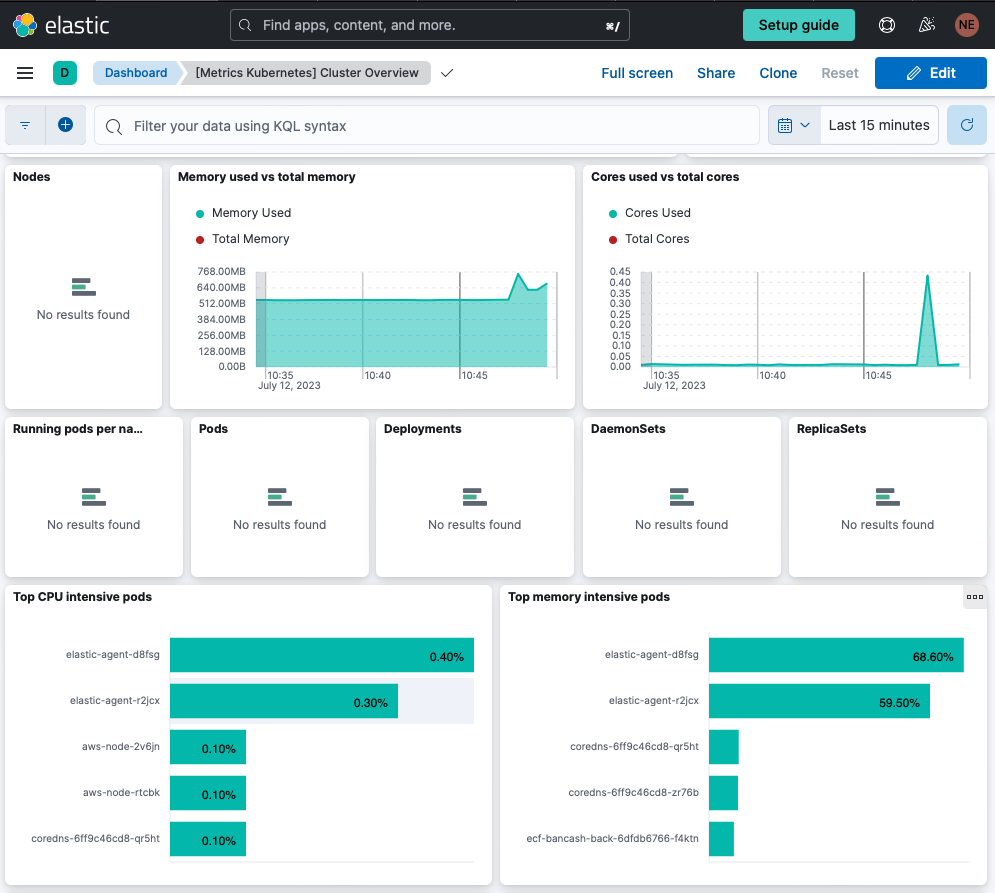 elastic
Find apps, content, and more.
⌘/
Setup guide
NE
D
Dashboard
[Metrics Kubernetes] Cluster Overview
Full screen
Share
Clone
Reset
Edit
Filter your data using KQL syntax
Last 15 minutes
Nodes
No results found
Memory used vs total memory
Memory Used
Total Memory
768.00MB
640.00MB
512.00MB
384.00MB
256.00MB
128.00MB
0.00B
10:35
10:40
10:45
July 12, 2023
Cores used vs total cores
Cores Used
Total Cores
0.45
0.40
0.35
0.30
0.25
0.20
0.15
0.10
0.05
0.00
10:35
10:40
10:45
July 12, 2023
Running pods per na...
No results found
Pods
No results found
Deployments
No results found
DaemonSets
No results found
ReplicaSets
No results found
Top CPU intensive pods
elastic-agent-d8fsg
0.40%
elastic-agent-r2jcx
0.30%
aws-node-2v6jn
0.10%
aws-node-rtcbk
0.10%
coredns-6ff9c46cd8-qr5ht
0.10%
Top memory intensive pods
elastic-agent-d8fsg
68.60%
elastic-agent-r2jcx
59.50%
coredns-6ff9c46cd8-qr5ht
coredns-6ff9c46cd8-zr76b
ecf-bancash-back-6dfdb6766-f4ktn